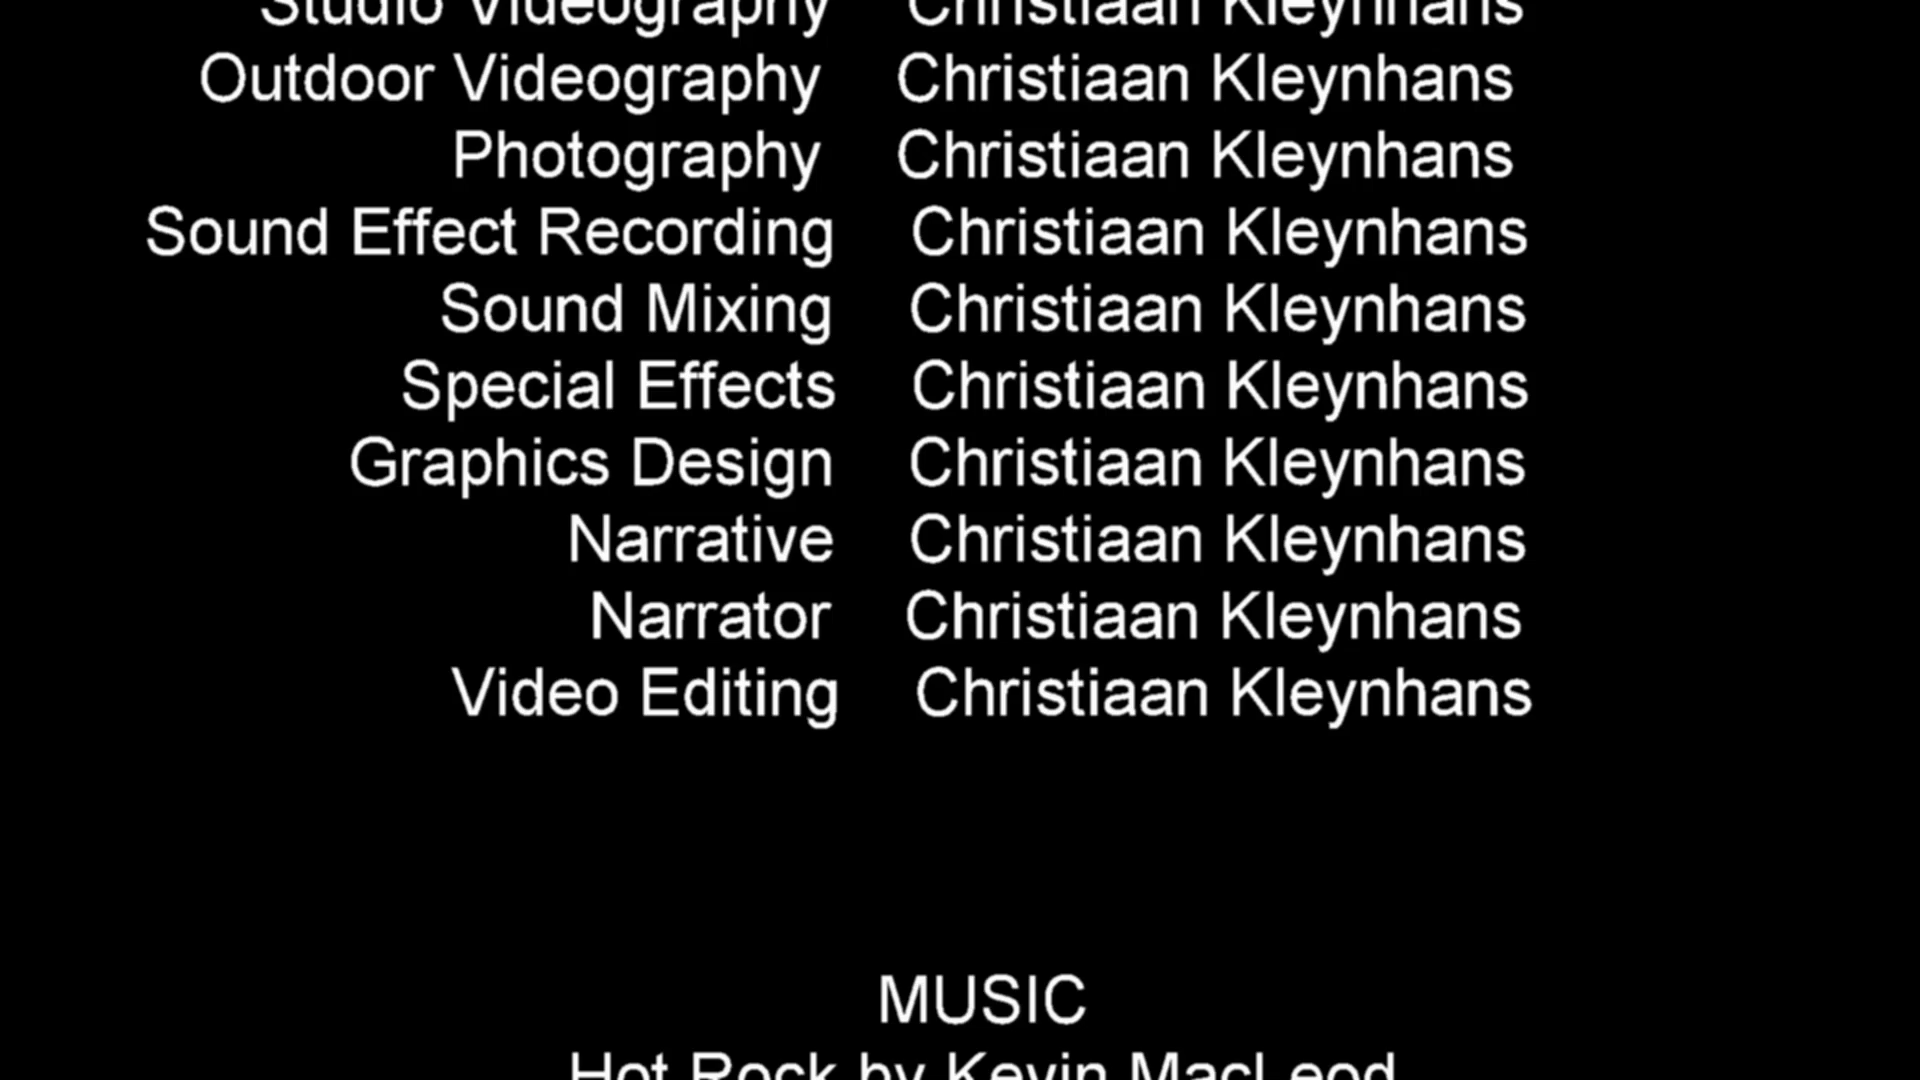 Studio Videography Christiaan Kleynhans
Outdoor Videography Christiaan Kleynhans
Photography Christiaan Kleynhans
Sound Effect Recording Christiaan Kleynhans
Sound Mixing Christiaan Kleynhans
Special Effects Christiaan Kleynhans
Graphics Design Christiaan Kleynhans
Narrative Christiaan Kleynhans
Narrator Christiaan Kleynhans
Video Editing Christiaan Kleynhans
MUSIC
Hot Rock by Kevin MacLeod